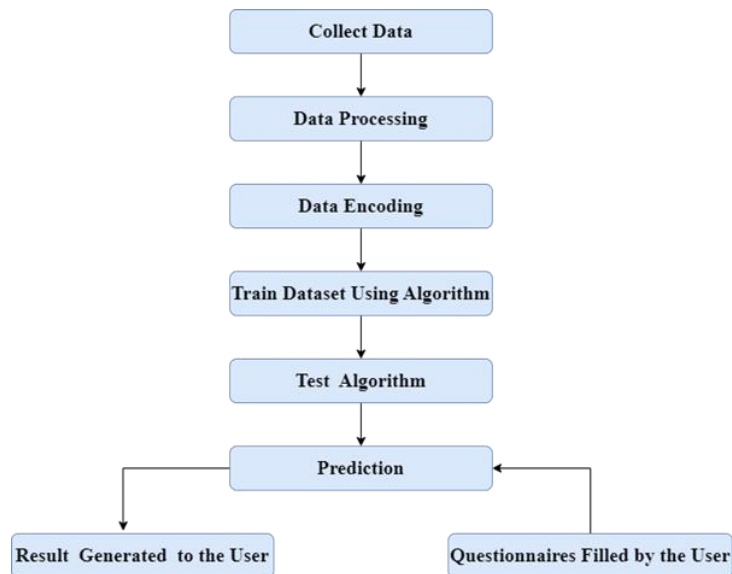 Collect Data
Data Processing
Data Encoding
Train Dataset Using Algorithm
Test Algorithm
Prediction
Result Generated to the User
Questionnaires Filled by the User